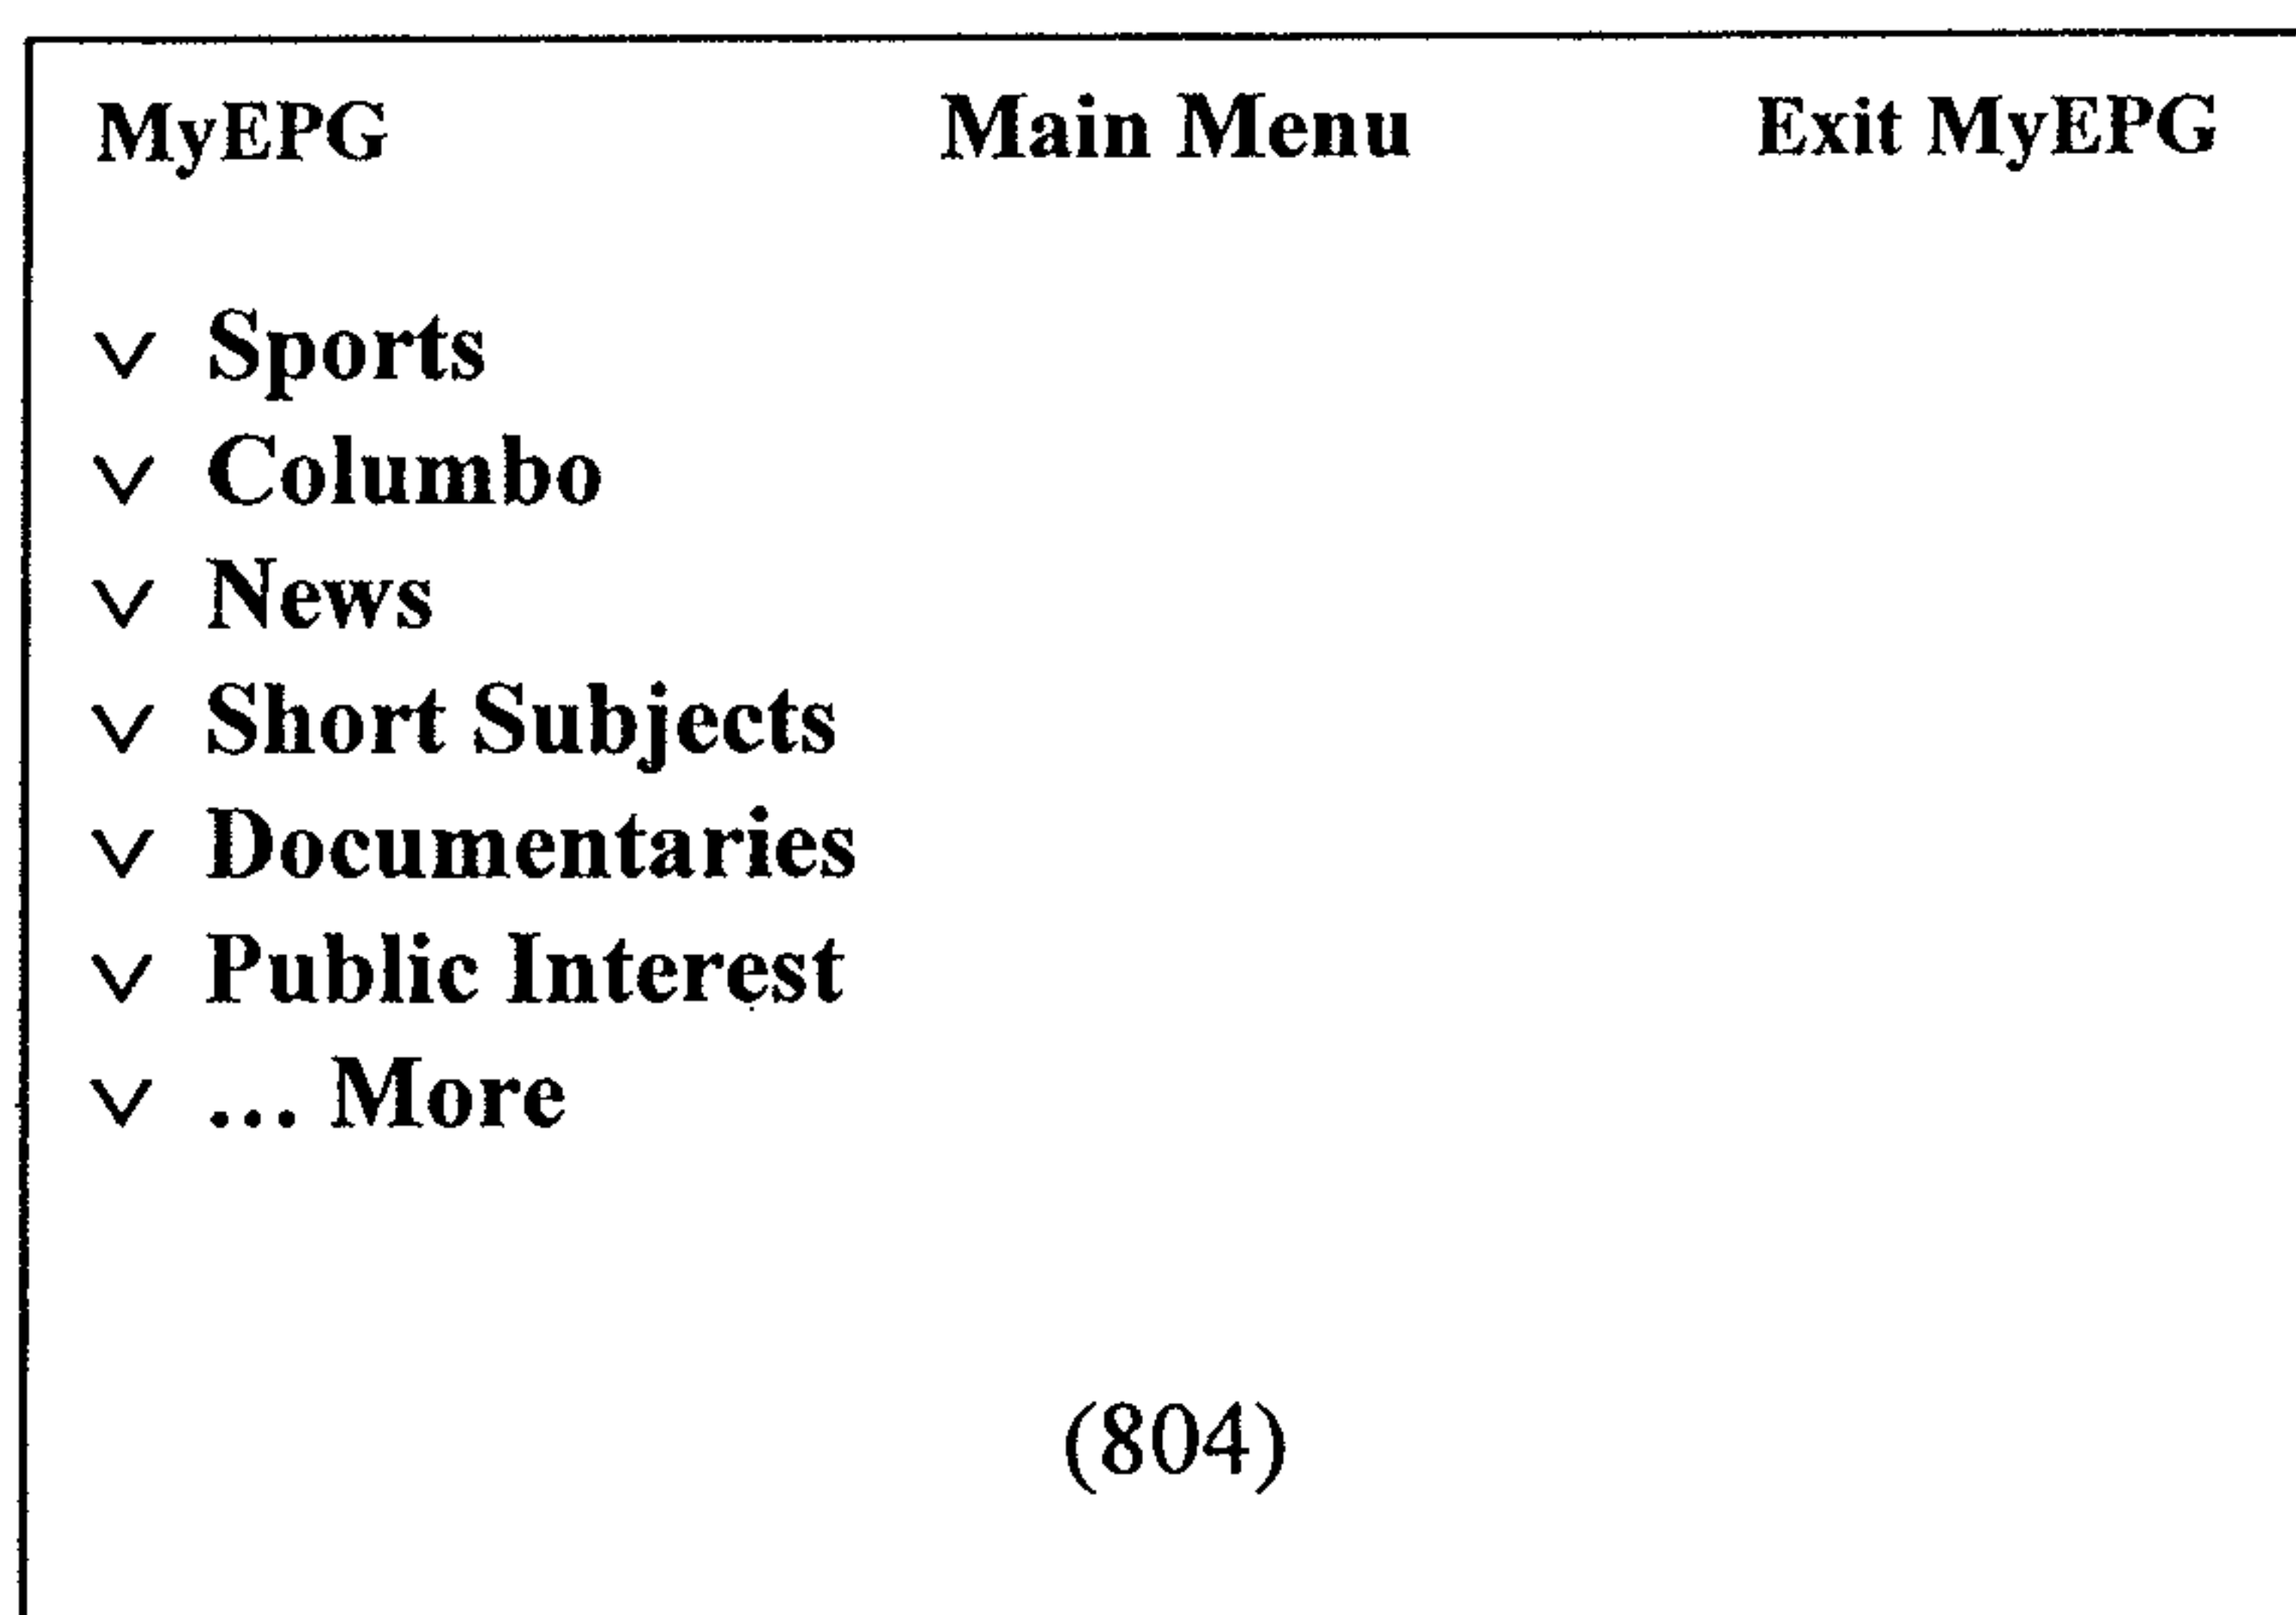 MyEPG Main Menu Exit MyEPG
∨ Sports
∨ Columbo
∨ News
∨ Short Subjects
∨ Documentaries
∨ Public Interest
∨ ... More
(804)